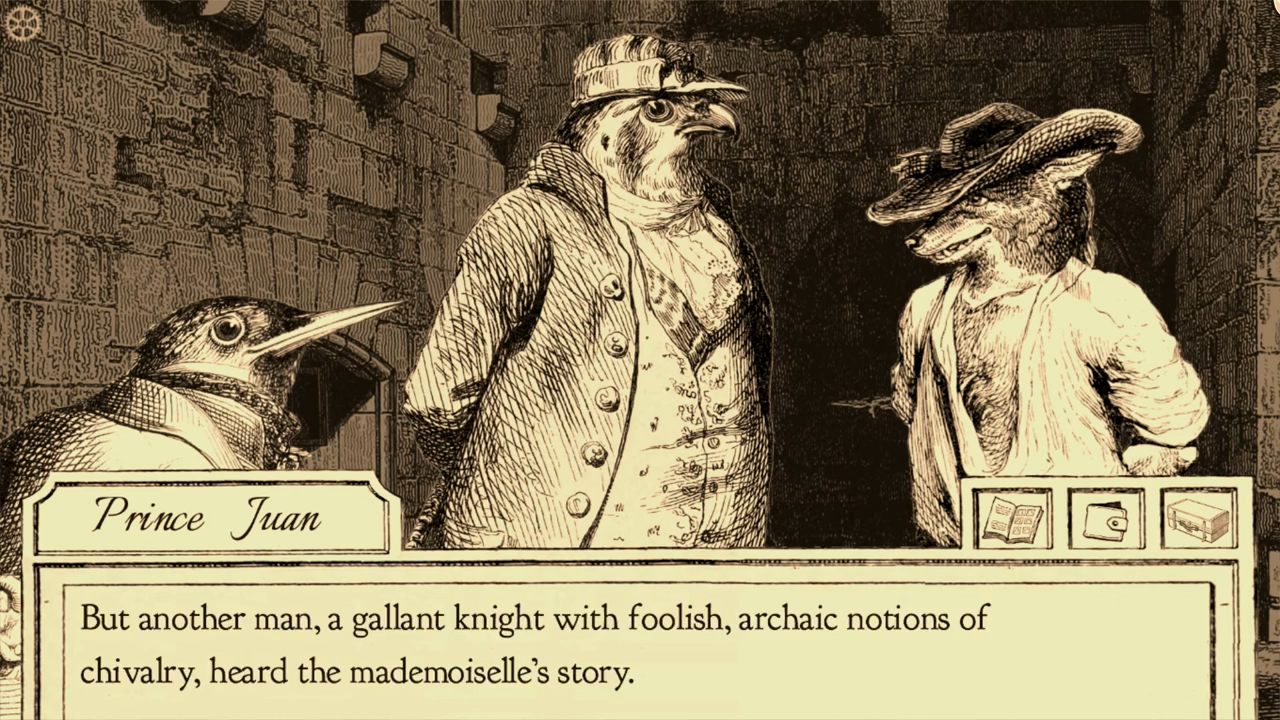 Prince Juan
But another man, a gallant knight with foolish, archaic notions of
chivalry, heard the mademoiselle's story.